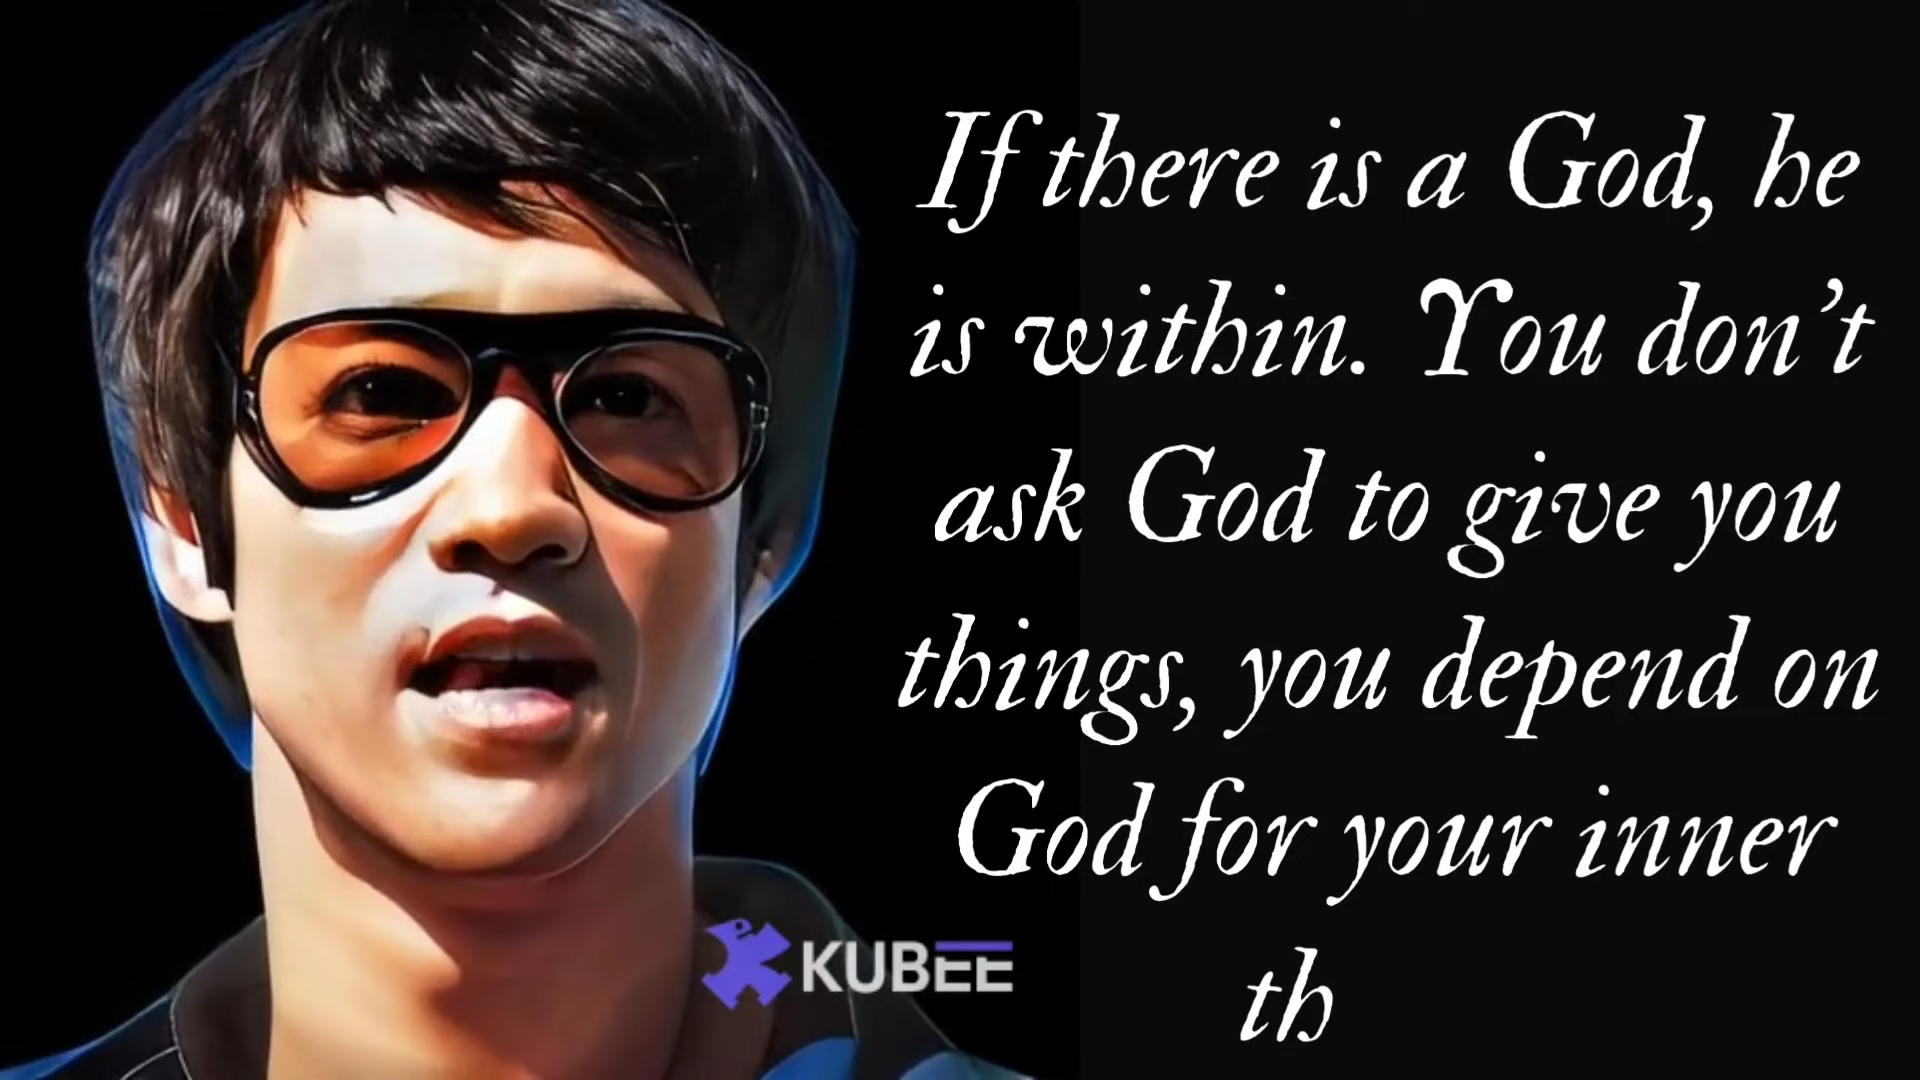 If there is a God, he
is within. You don’t
ask God to give you
things, you depend on
God for your inner
th
KUBEE